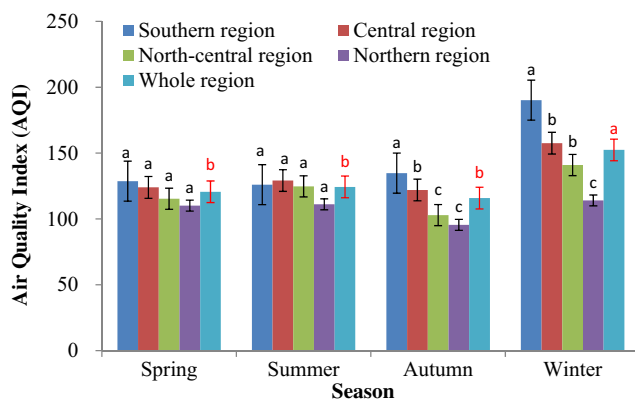 Air Quality Index (AQI)
250
200
150
100
50
0
Southern region
Central region
North-central region
Northern region
Whole region
a
a
a
a
b
a
a
a
a
b
a
b
c
c
b
a
b
b
c
a
Spring
Summer
Autumn
Winter
Season